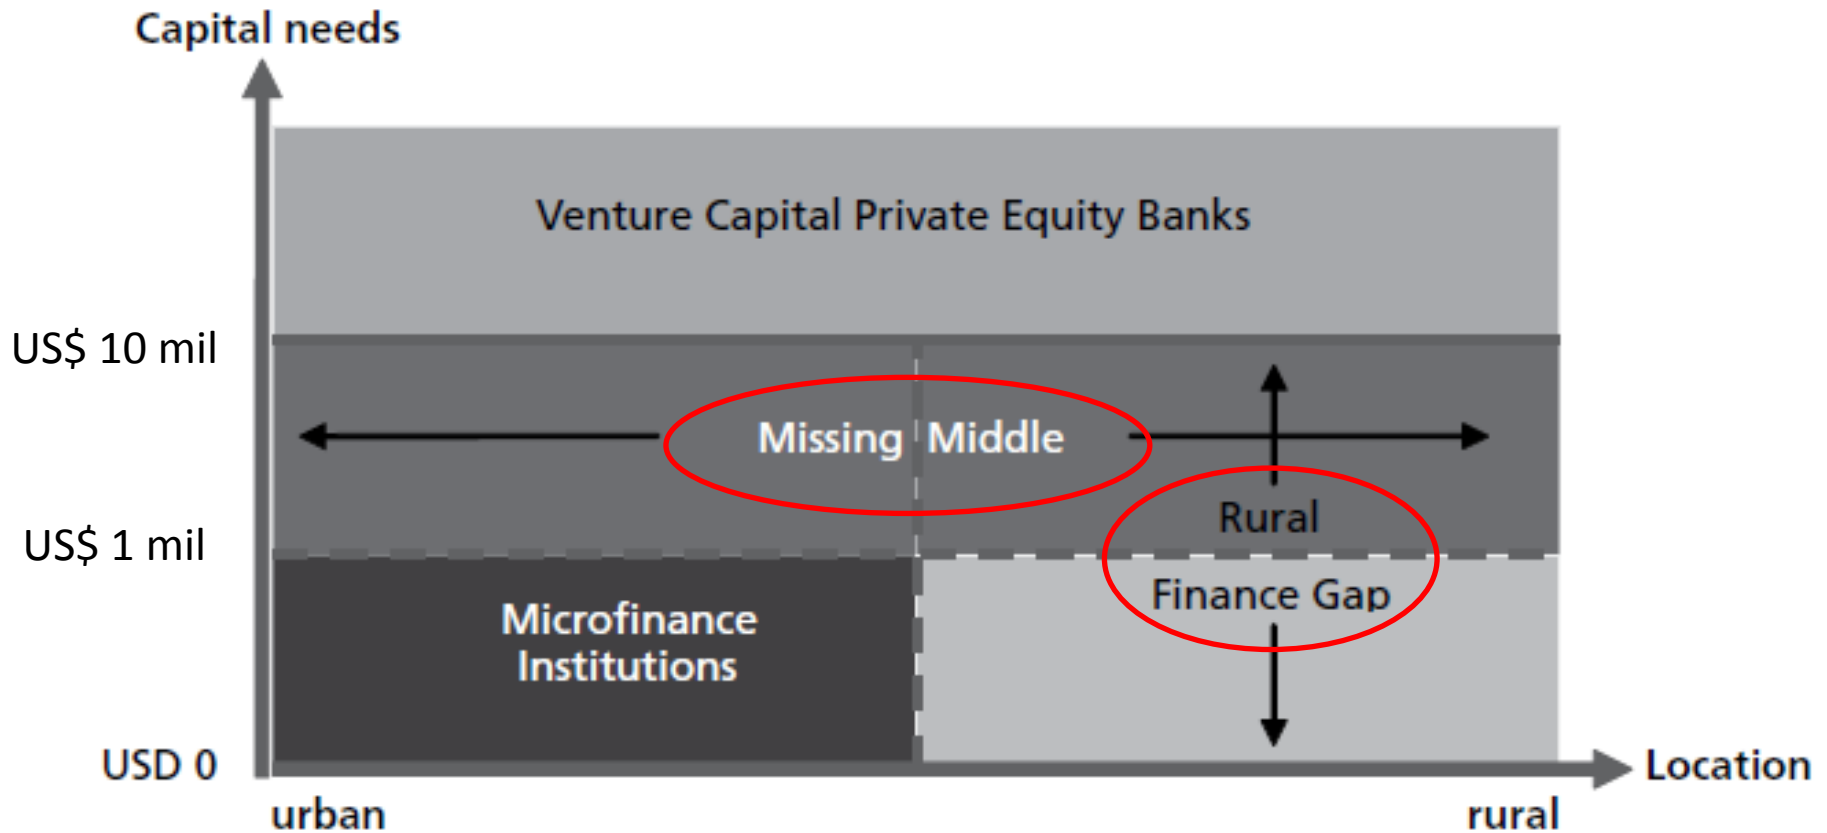 Capital needs
Venture Capital Private Equity Banks
US$ 10 mil
Missing Middle
Rural
US$ 1 mil
Finance Gap
Microfinance
Institutions
USD 0
Location
urban
rural